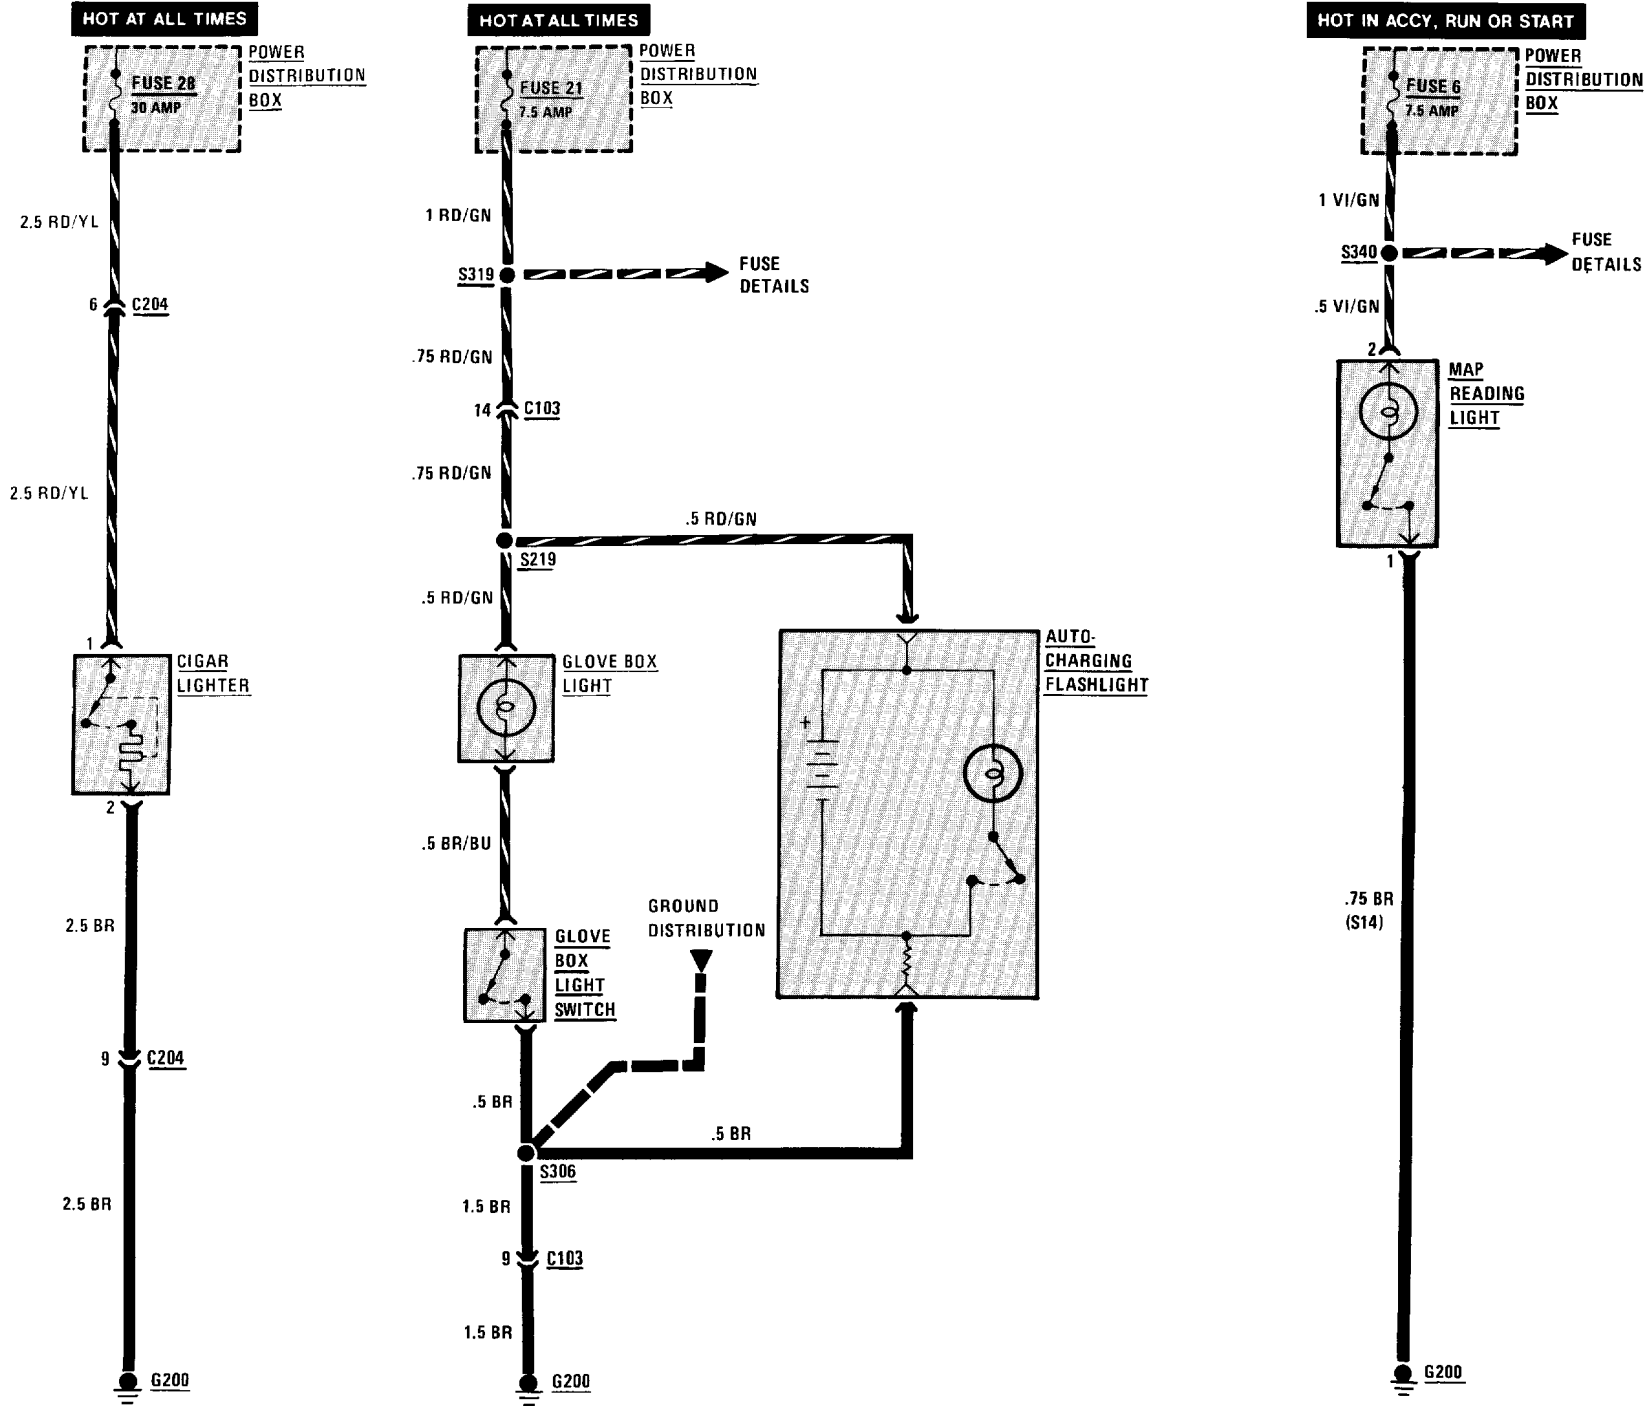 HOT AT ALL TIMES
FUSE 28
30 AMP
POWER
DISTRIBUTION
BOX
2.5 RD/YL
6
C204
2.5 RD/YL
1
CIGAR
LIGHTER
2
2.5 BR
9
C204
2.5 BR
G200
HOT AT ALL TIMES
FUSE 21
7.5 AMP
POWER
DISTRIBUTION
BOX
1 RD/GN
S319
FUSE
DETAILS
.75 RD/GN
14
C103
.75 RD/GN
.5 RD/GN
S219
.5 RD/GN
GLOVE BOX
LIGHT
AUTO-
CHARGING
FLASHLIGHT
+
.5 BR/BU
GROUND
DISTRIBUTION
GLOVE
BOX
LIGHT
SWITCH
.5 BR
.5 BR
S306
1.5 BR
9
C103
1.5 BR
G200
HOT IN ACCY, RUN OR START
FUSE 6
7.5 AMP
POWER
DISTRIBUTION
BOX
1 VI/GN
S340
FUSE
DETAILS
.5 VI/GN
2
MAP
READING
LIGHT
1
.75 BR
(S14)
G200